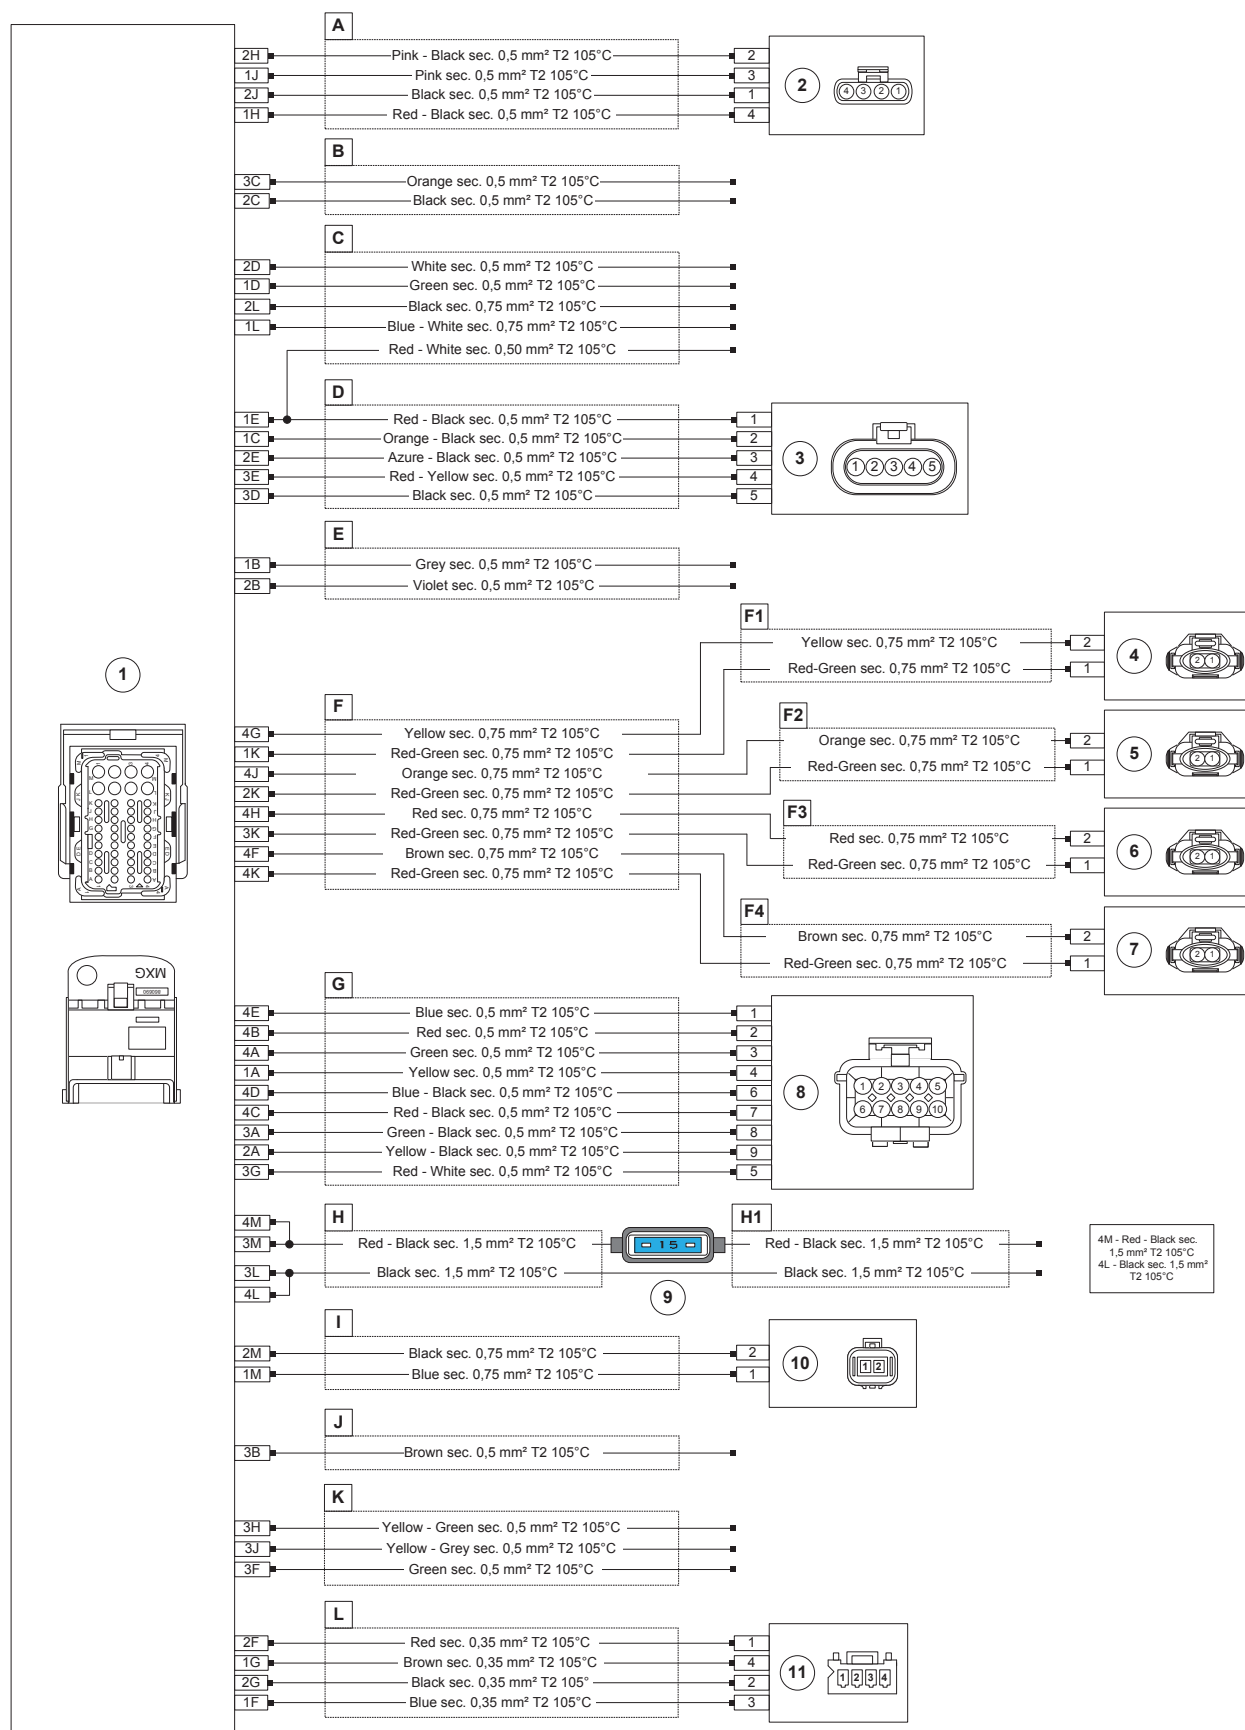 A
2H Pink - Black sec. 0,5 mm² T2 105°C 2
1J Pink sec. 0,5 mm² T2 105°C 3
2J Black sec. 0,5 mm² T2 105°C 1
1H Red - Black sec. 0,5 mm² T2 105°C 4
2
4 3 2 1
B
3C Orange sec. 0,5 mm² T2 105°C
2C Black sec. 0,5 mm² T2 105°C
C
2D White sec. 0,5 mm² T2 105°C
1D Green sec. 0,5 mm² T2 105°C
2L Black sec. 0,75 mm² T2 105°C
1L Blue - White sec. 0,75 mm² T2 105°C
Red - White sec. 0,50 mm² T2 105°C
D
1E Red - Black sec. 0,5 mm² T2 105°C 1
1C Orange - Black sec. 0,5 mm² T2 105°C 2
2E Azure - Black sec. 0,5 mm² T2 105°C 3
3E Red - Yellow sec. 0,5 mm² T2 105°C 4
3D Black sec. 0,5 mm² T2 105°C 5
3
1 2 3 4 5
E
1B Grey sec. 0,5 mm² T2 105°C
2B Violet sec. 0,5 mm² T2 105°C
1
F
4G Yellow sec. 0,75 mm² T2 105°C
1K Red-Green sec. 0,75 mm² T2 105°C
4J Orange sec. 0,75 mm² T2 105°C
2K Red-Green sec. 0,75 mm² T2 105°C
4H Red sec. 0,75 mm² T2 105°C
3K Red-Green sec. 0,75 mm² T2 105°C
4F Brown sec. 0,75 mm² T2 105°C
4K Red-Green sec. 0,75 mm² T2 105°C
F1
Yellow sec. 0,75 mm² T2 105°C 2
Red-Green sec. 0,75 mm² T2 105°C 1
4
2 1
F2
Orange sec. 0,75 mm² T2 105°C 2
Red-Green sec. 0,75 mm² T2 105°C 1
5
2 1
F3
Red sec. 0,75 mm² T2 105°C 2
Red-Green sec. 0,75 mm² T2 105°C 1
6
2 1
F4
Brown sec. 0,75 mm² T2 105°C 2
Red-Green sec. 0,75 mm² T2 105°C 1
7
2 1
MXG
G
4E Blue sec. 0,5 mm² T2 105°C 1
4B Red sec. 0,5 mm² T2 105°C 2
4A Green sec. 0,5 mm² T2 105°C 3
1A Yellow sec. 0,5 mm² T2 105°C 4
4D Blue - Black sec. 0,5 mm² T2 105°C 6
4C Red - Black sec. 0,5 mm² T2 105°C 7
3A Green - Black sec. 0,5 mm² T2 105°C 8
2A Yellow - Black sec. 0,5 mm² T2 105°C 9
3G Red - White sec. 0,5 mm² T2 105°C 5
8
1 2 3 4 5
6 7 8 9 10
H
4M
3M Red - Black sec. 1,5 mm² T2 105°C
3L Black sec. 1,5 mm² T2 105°C
4L
15
9
H1
Red - Black sec. 1,5 mm² T2 105°C
Black sec. 1,5 mm² T2 105°C
4M - Red - Black sec.
1,5 mm² T2 105°C
4L - Black sec. 1,5 mm²
T2 105°C
I
2M Black sec. 0,75 mm² T2 105°C 2
1M Blue sec. 0,75 mm² T2 105°C 1
10
1 2
J
3B Brown sec. 0,5 mm² T2 105°C
K
3H Yellow - Green sec. 0,5 mm² T2 105°C
3J Yellow - Grey sec. 0,5 mm² T2 105°C
3F Green sec. 0,5 mm² T2 105°C
L
2F Red sec. 0,35 mm² T2 105°C 1
1G Brown sec. 0,35 mm² T2 105°C 4
2G Black sec. 0,35 mm² T2 105° 2
1F Blue sec. 0,35 mm² T2 105°C 3
11
1 2 3 4